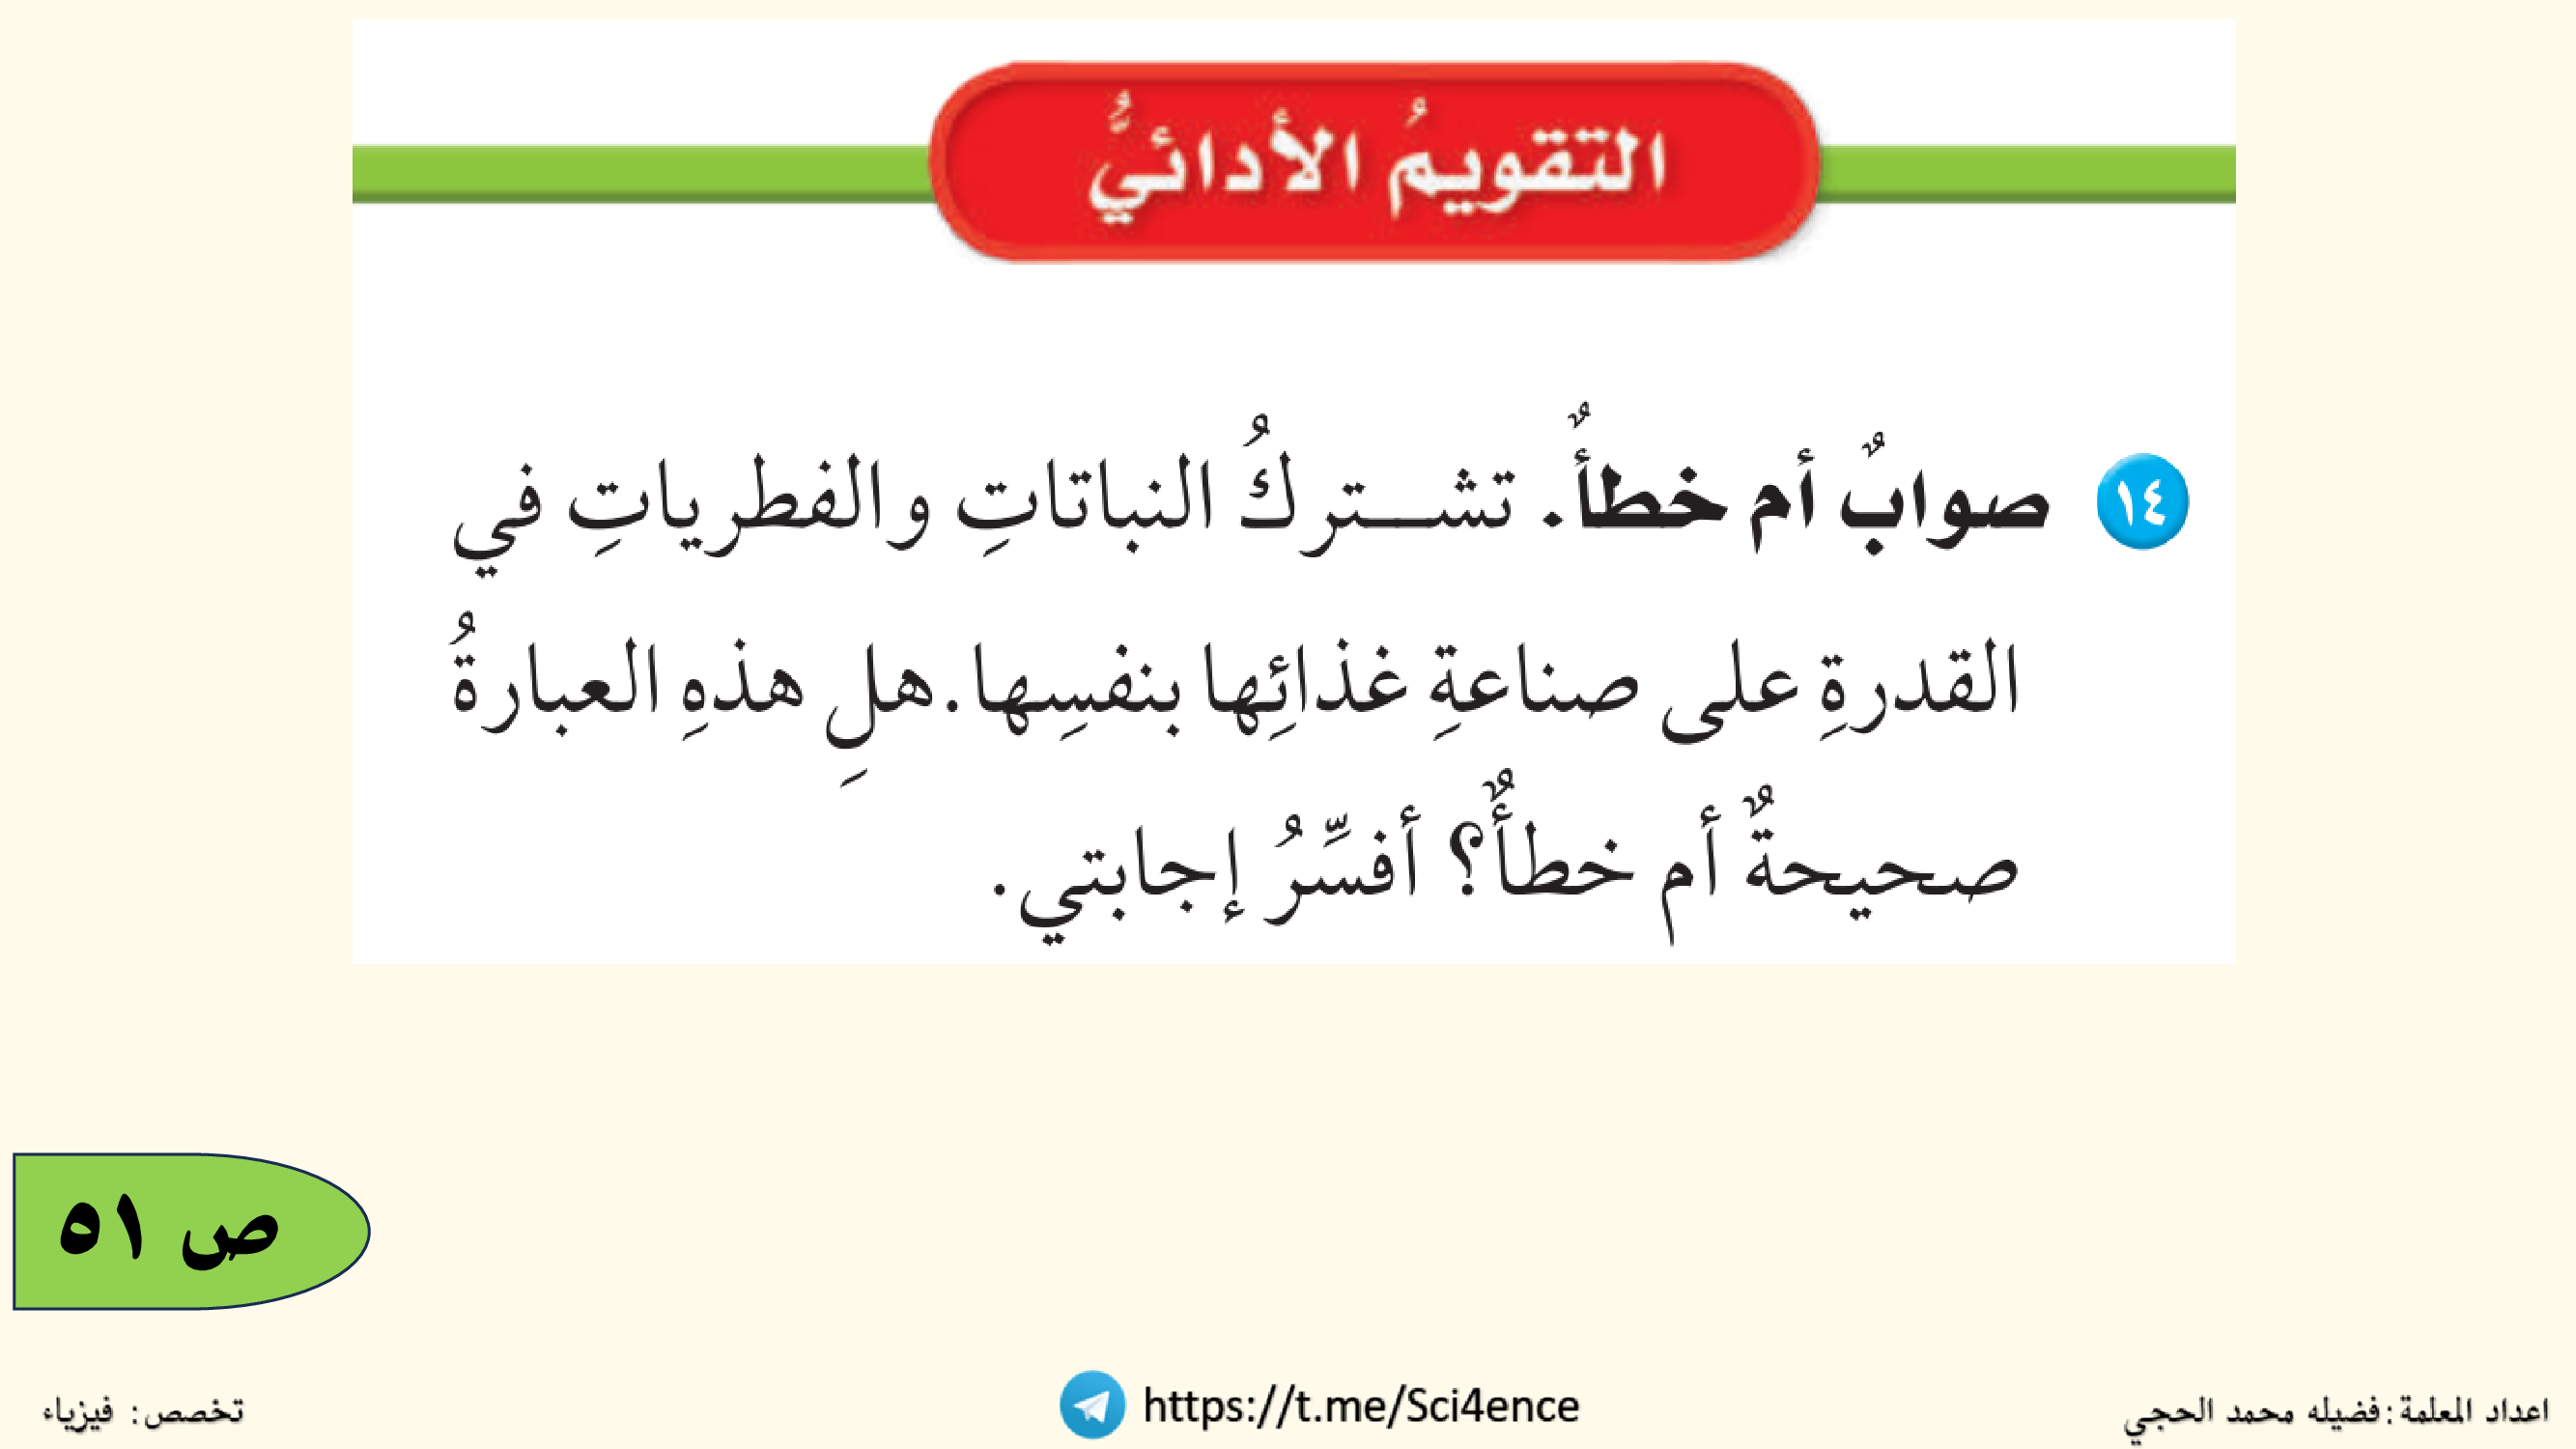 التقويمُ الأدائيُّ
١٤ صوابٌ أم خطأٌ. تشـتركُ النباتاتِ والفطرياتِ في
القدرةِ على صناعةِ غذائِها بنفسِها. هلِ هذهِ العبارةُ
صحيحةٌ أم خطأٌ؟ أفسِّرُ إجابتي.
ص ٥١
اعداد المعلمة: فضيله محمد الحجي
https://t.me/Sci4ence
تخصص: فيزياء